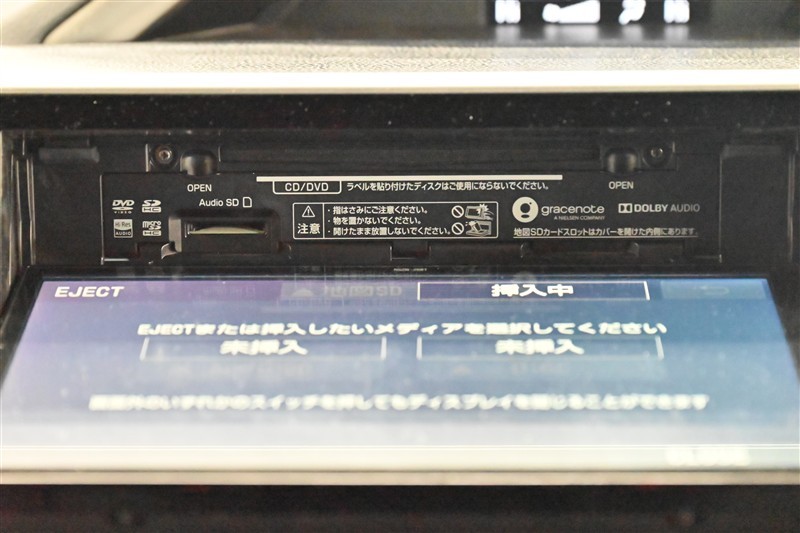 OPEN
CD/DVD ラベルを貼り付けたディスクはご使用にならないでください。
OPEN
DVD
VIDEO
SD
HC
Audio SD
Hi-Res
AUDIO
micro
SD
HC
注意
・指はさみにご注意ください。
・物を置かないでください。
・開けたまま放置しないでください。
gracenote
A NIELSEN COMPANY
DOLBY AUDIO
地図SDカードスロットはカバーを開けた内側にあります。
EJECT
地図SD
挿入中
EJECTまたは挿入したいメディアを選択してください
未挿入
未挿入
画面外のいずれかのスイッチを押してもディスプレイを閉じることができます